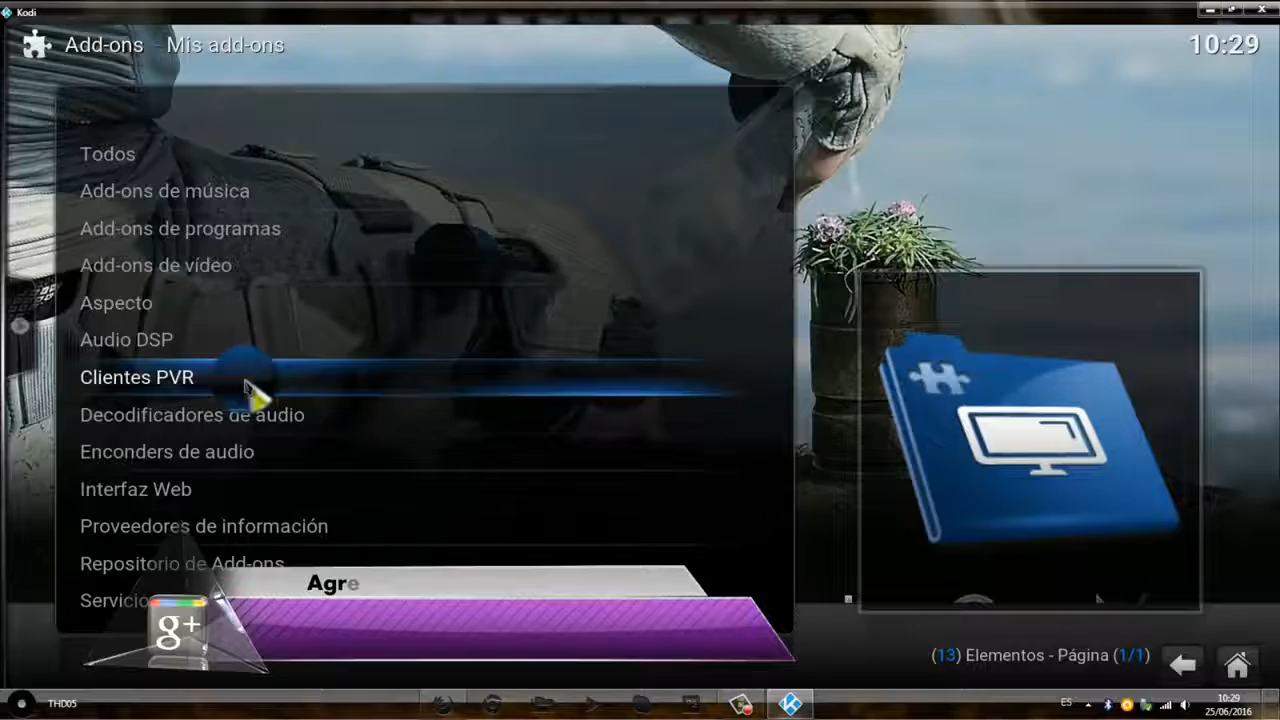 Kodi
Add-ons - Mis add-ons
10:29
..
Todos
Add-ons de música
Add-ons de programas
Add-ons de vídeo
Aspecto
Audio DSP
Clientes PVR
Decodificadores de audio
Enconders de audio
Interfaz Web
Proveedores de información
Repositorio de Add-ons
Servicio
Agre
g+
(13) Elementos - Página (1/1)
THD05
ES
10:29
25/06/2016